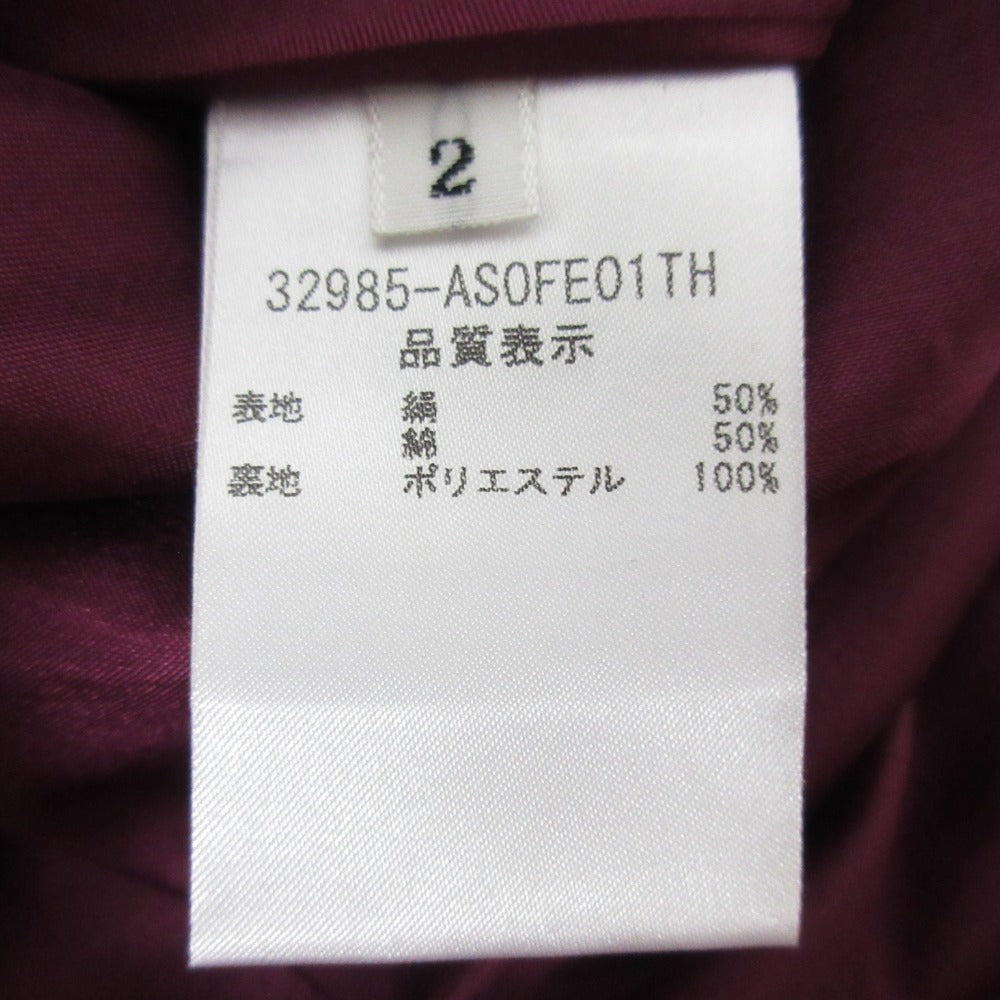 2
32985-ASOFE01TH
品質表示
表地 絹 50%
綿 50%
裏地 ポリエステル 100%